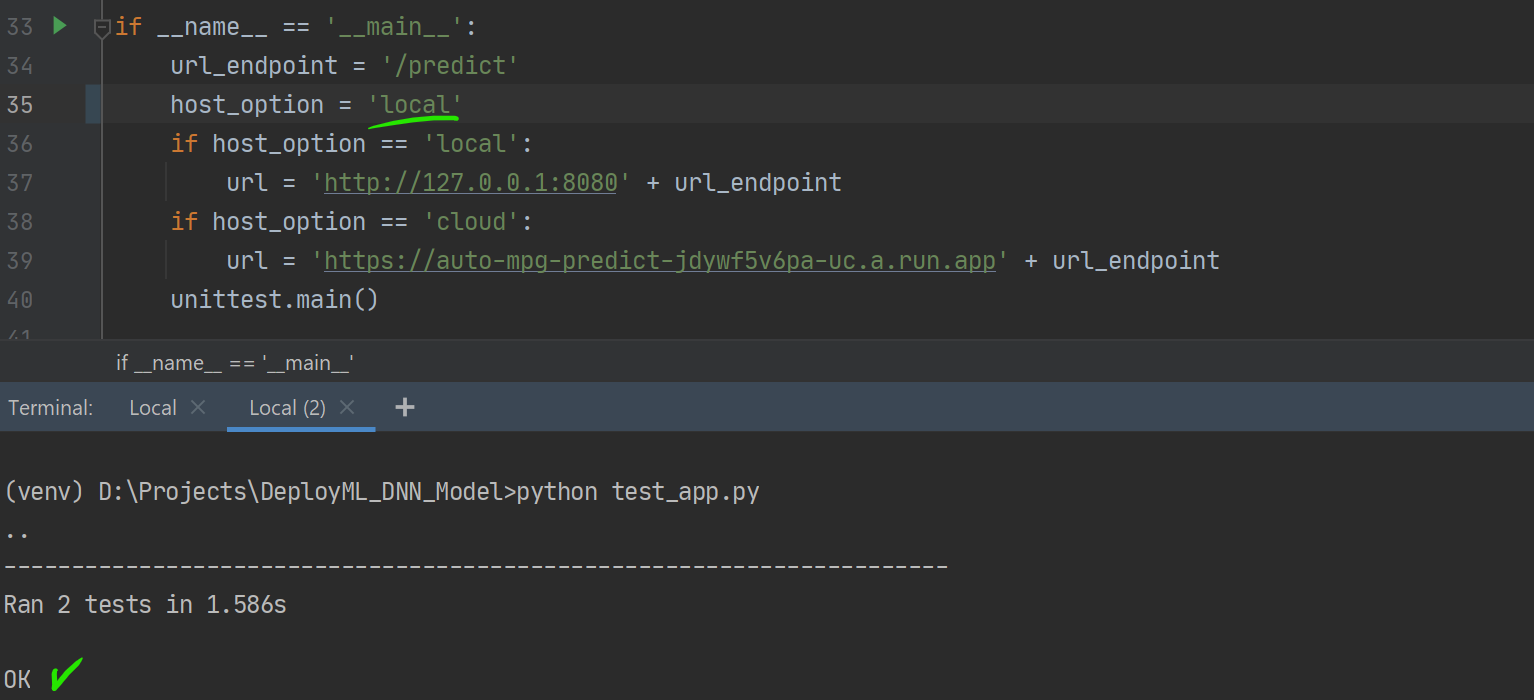 33 if __name__ == '__main__':
34 url_endpoint = '/predict'
35 host_option = 'local'
36 if host_option == 'local':
37 url = 'http://127.0.0.1:8080' + url_endpoint
38 if host_option == 'cloud':
39 url = 'https://auto-mpg-predict-jdywf5v6pa-uc.a.run.app' + url_endpoint
40 unittest.main()
41
if __name__ == '__main__'
Terminal: Local × Local (2) × +
(venv) D:\Projects\DeployML_DNN_Model>python test_app.py
..
----------------------------------------------------------------------
Ran 2 tests in 1.586s
OK